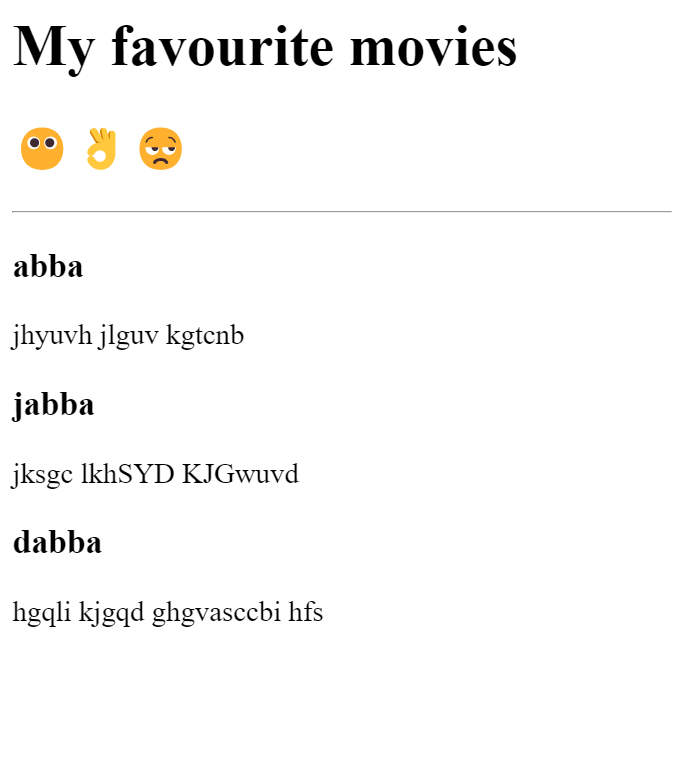 My favourite movies
😶👌😒
abba
jhyuvh jlguv kgtcnb
jabba
jksgc lkhSYD KJGwuvd
dabba
hgqli kjgqd ghgvasccbi hfs